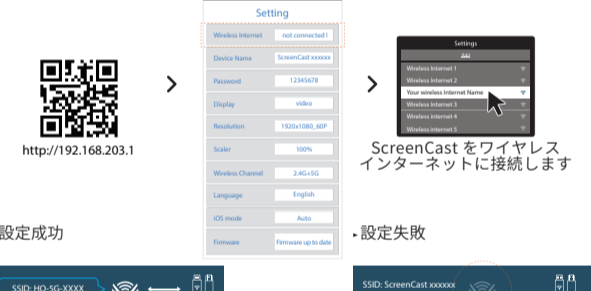 http://192.168.203.1
Setting
Wireless Internet not connected !
Device Name ScreenCast xxxxxx
Password 12345678
Display video
Resolution 1920x1080_60P
Scaler 100%
Wireless Channel 2.4G+5G
Language English
iOS mode Auto
Firmware Firmware up to date
Settings
Wireless Internet 1
Wireless Internet 2
Your wireless Internet Name
Wireless Internet 3
Wireless internet 4
Wireless internet 5
ScreenCast をワイヤレス
インターネットに接続します
設定成功
設定失敗
SSID: HQ-5G-XXXX
SSID: ScreenCast xxxxxx